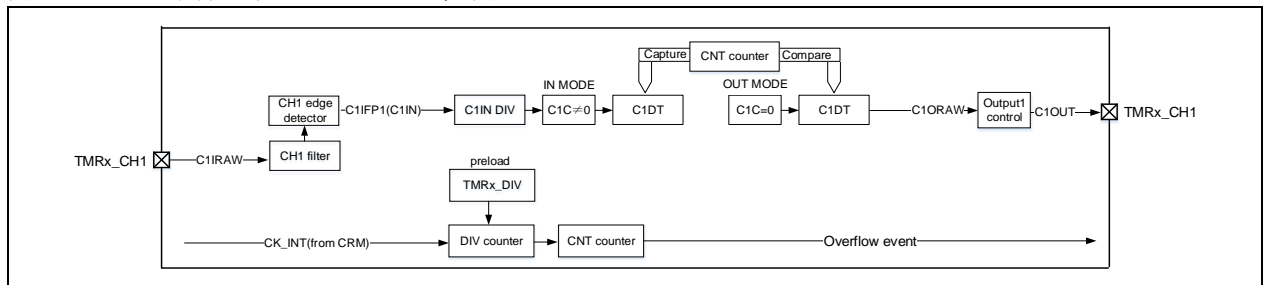 Capture
CNT counter
Compare
IN MODE
OUT MODE
CH1 edge
detector
C1IFP1(C1IN)
C1IN DIV
C1C≠0
C1DT
C1C=0
C1DT
C1ORAW
Output1
control
C1OUT
TMRx_CH1
TMRx_CH1
C1IRAW
CH1 filter
preload
TMRx_DIV
CK_INT(from CRM)
DIV counter
CNT counter
Overflow event